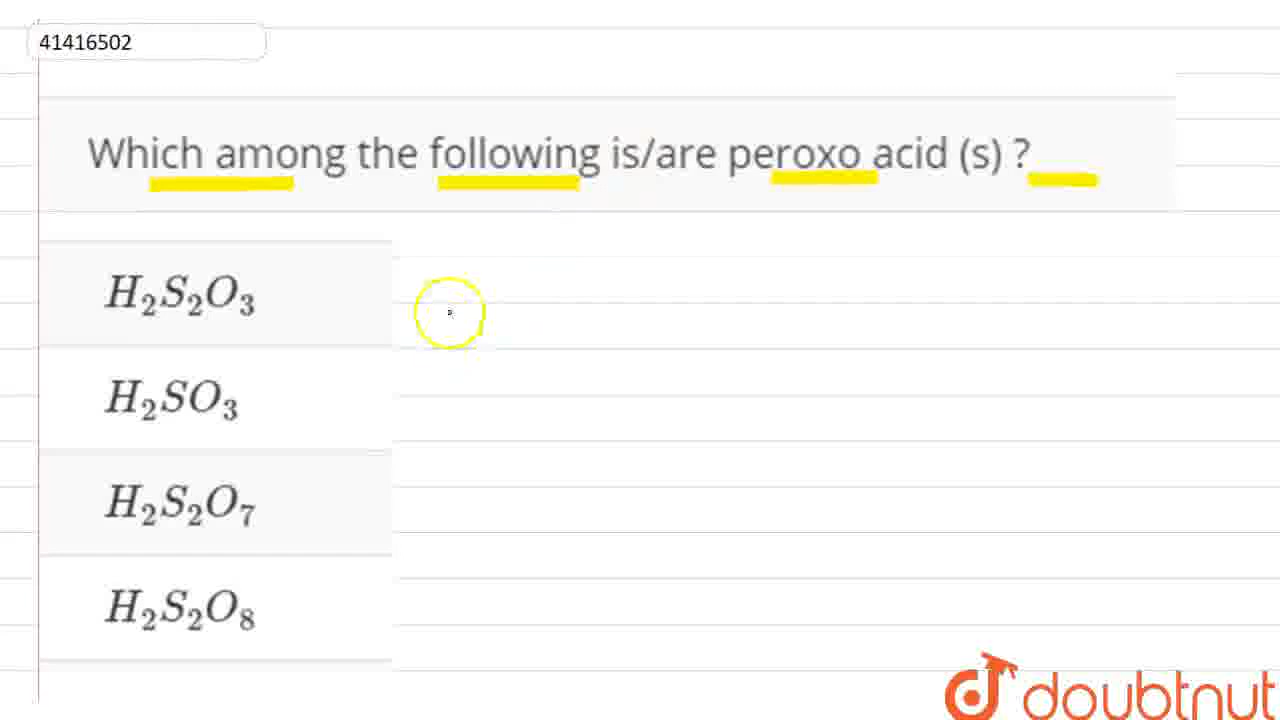 41416502
Which among the following is/are peroxo acid (s) ?
H₂S₂O₃
H₂SO₃
H₂S₂O₇
H₂S₂O₈
doubtnut